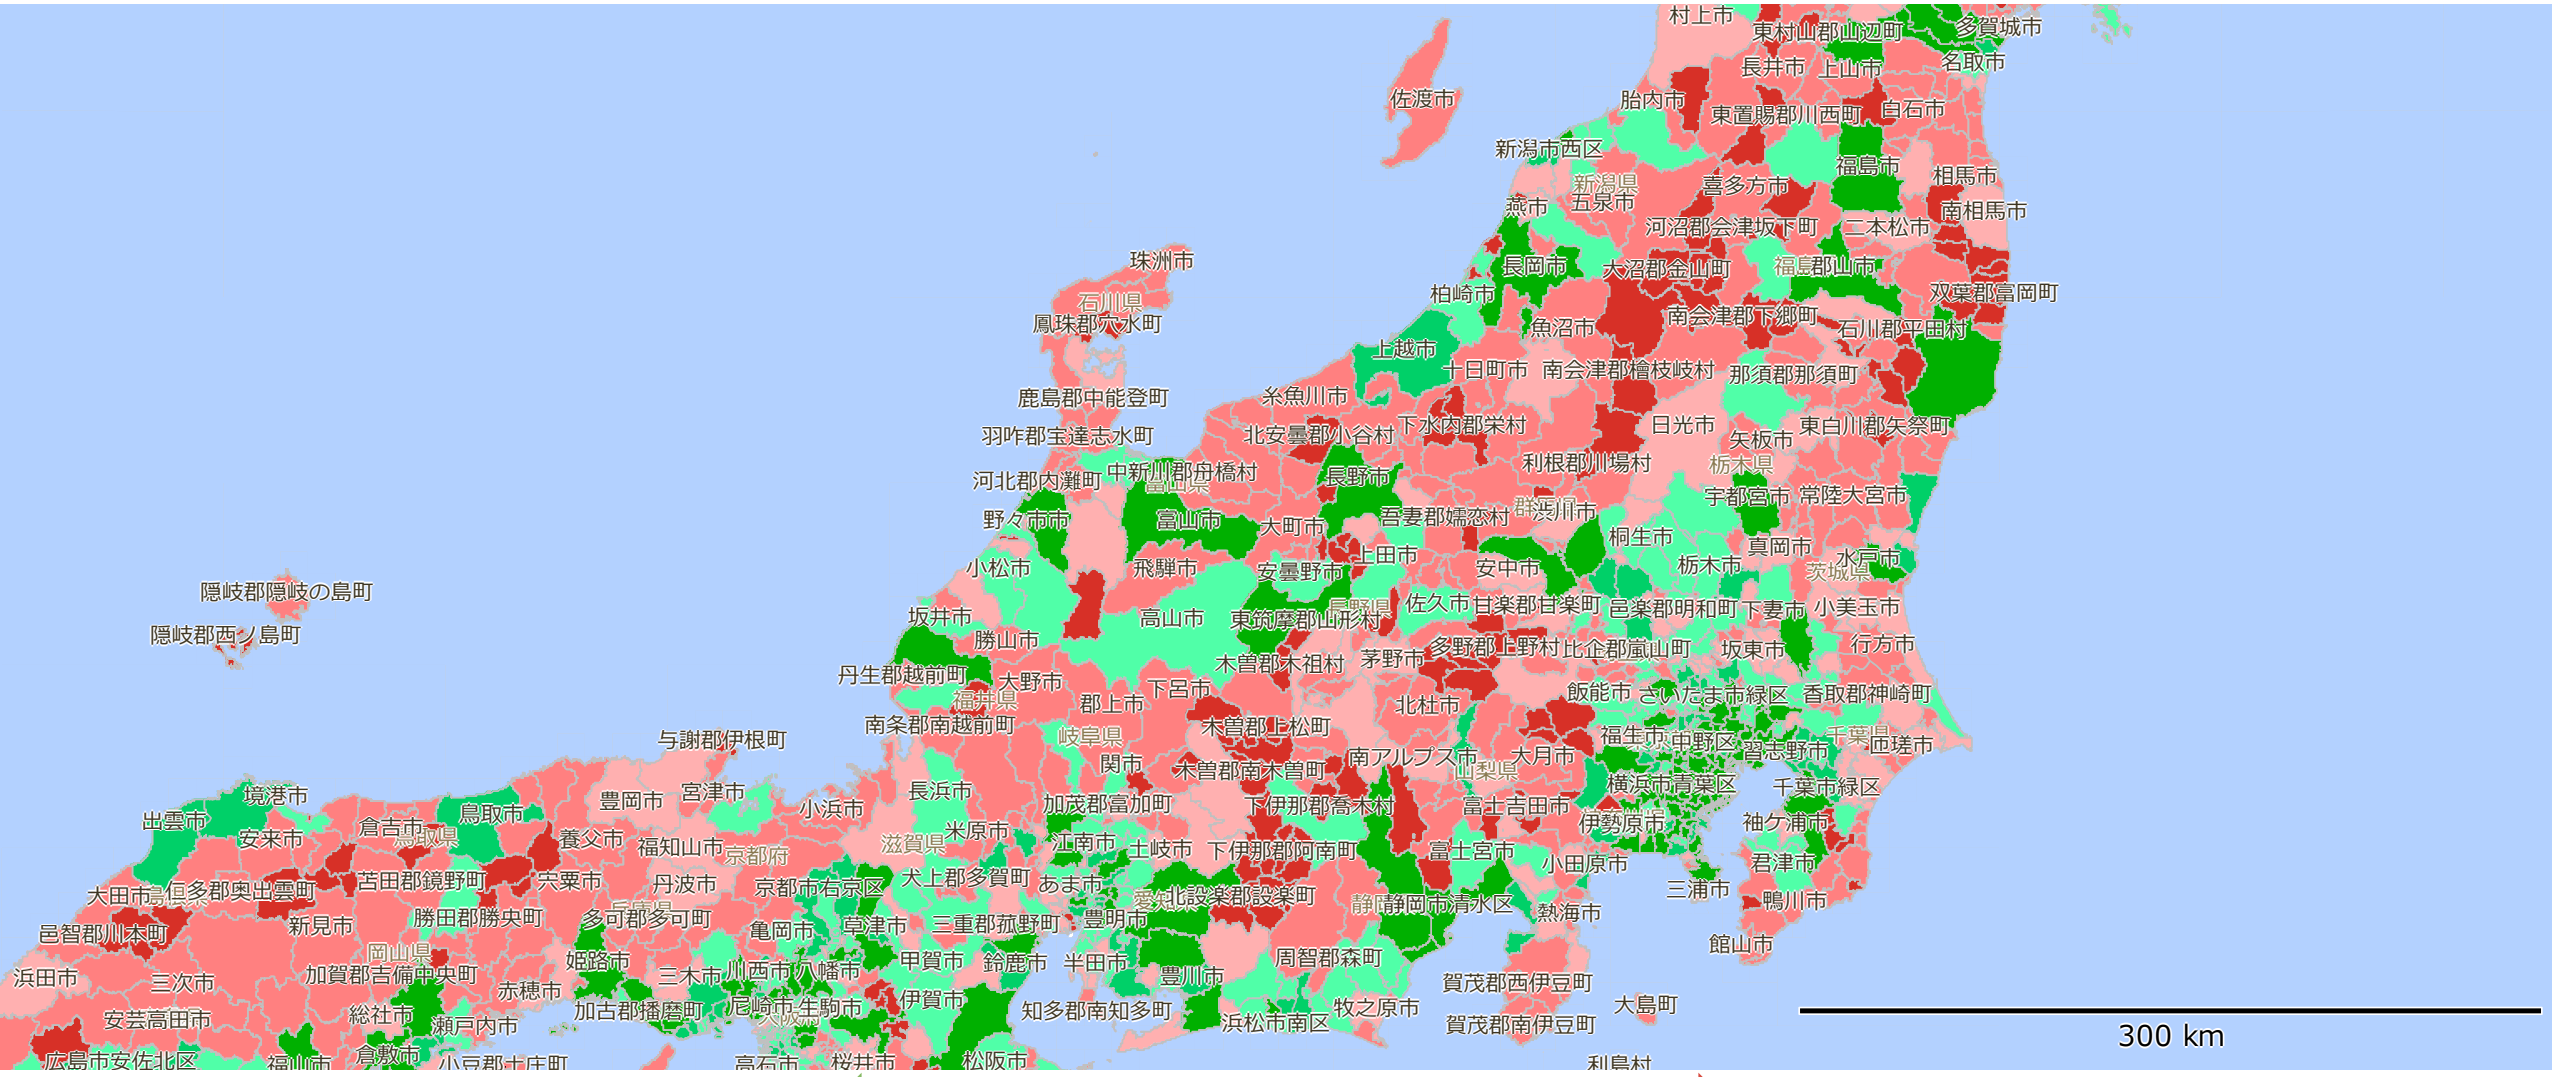 村上市
東村山郡山辺町
多賀城市
長井市
上山市
名取市
佐渡市
胎内市
東置賜郡川西町
白石市
新潟市西区
福島市
新潟県
喜多方市
相馬市
燕市
五泉市
南相馬市
河沼郡会津坂下町
二本松市
珠洲市
長岡市
大沼郡金山町
郡山市
石川県
柏崎市
双葉郡富岡町
鳳珠郡穴水町
魚沼市
南会津郡下郷町
石川郡平田村
上越市
十日町市
南会津郡檜枝岐村
那須郡那須町
鹿島郡中能登町
糸魚川市
羽咋郡宝達志水町
北安曇郡小谷村
下水内郡栄村
日光市
矢板市
東白川郡矢祭町
中新川郡舟橋村
利根郡川場村
栃木県
河北郡内灘町
富山県
長野市
宇都宮市
常陸大宮市
野々市市
富山市
大町市
吾妻郡嬬恋村
群馬県
渋川市
桐生市
真岡市
水戸市
小松市
飛騨市
安曇野市
上田市
安中市
栃木市
茨城県
隠岐郡隠岐の島町
坂井市
高山市
東筑摩郡山形村
長野県
佐久市
甘楽郡甘楽町
邑楽郡明和町
下妻市
小美玉市
隠岐郡西ノ島町
勝山市
木曽郡木祖村
茅野市
多野郡上野村
比企郡嵐山町
坂東市
行方市
丹生郡越前町
福井県
大野市
下呂市
飯能市
さいたま市緑区
香取郡神崎町
南条郡南越前町
郡上市
木曽郡上松町
北杜市
与謝郡伊根町
岐阜県
南アルプス市
大月市
福生市
中野区
習志野市
千葉県
匝瑳市
関市
木曽郡南木曽町
山梨県
境港市
豊岡市
宮津市
小浜市
長浜市
加茂郡富加町
下伊那郡喬木村
富士吉田市
横浜市青葉区
千葉市緑区
出雲市
鳥取市
伊勢原市
袖ケ浦市
安来市
倉吉市
鳥取県
養父市
福知山市
京都府
滋賀県
米原市
江南市
土岐市
下伊那郡阿南町
富士宮市
小田原市
君津市
大田市
仁多郡奥出雲町
苫田郡鏡野町
宍粟市
丹波市
京都市右京区
犬上郡多賀町
あま市
愛知県
北設楽郡設楽町
静岡市清水区
熱海市
三浦市
鴨川市
邑智郡川本町
新見市
勝田郡勝央町
兵庫県
多可郡多可町
亀岡市
草津市
三重郡菰野町
豊明市
館山市
岡山県
浜田市
三次市
加賀郡吉備中央町
赤穂市
姫路市
三木市
川西市
八幡市
甲賀市
鈴鹿市
半田市
豊川市
周智郡森町
賀茂郡西伊豆町
安芸高田市
総社市
瀬戸内市
加古郡播磨町
尼崎市
生駒市
大阪府
伊賀市
知多郡南知多町
浜松市南区
牧之原市
賀茂郡南伊豆町
大島町
300 km
広島市安佐北区
福山市
倉敷市
小豆郡土庄町
高石市
桜井市
松阪市
利島村